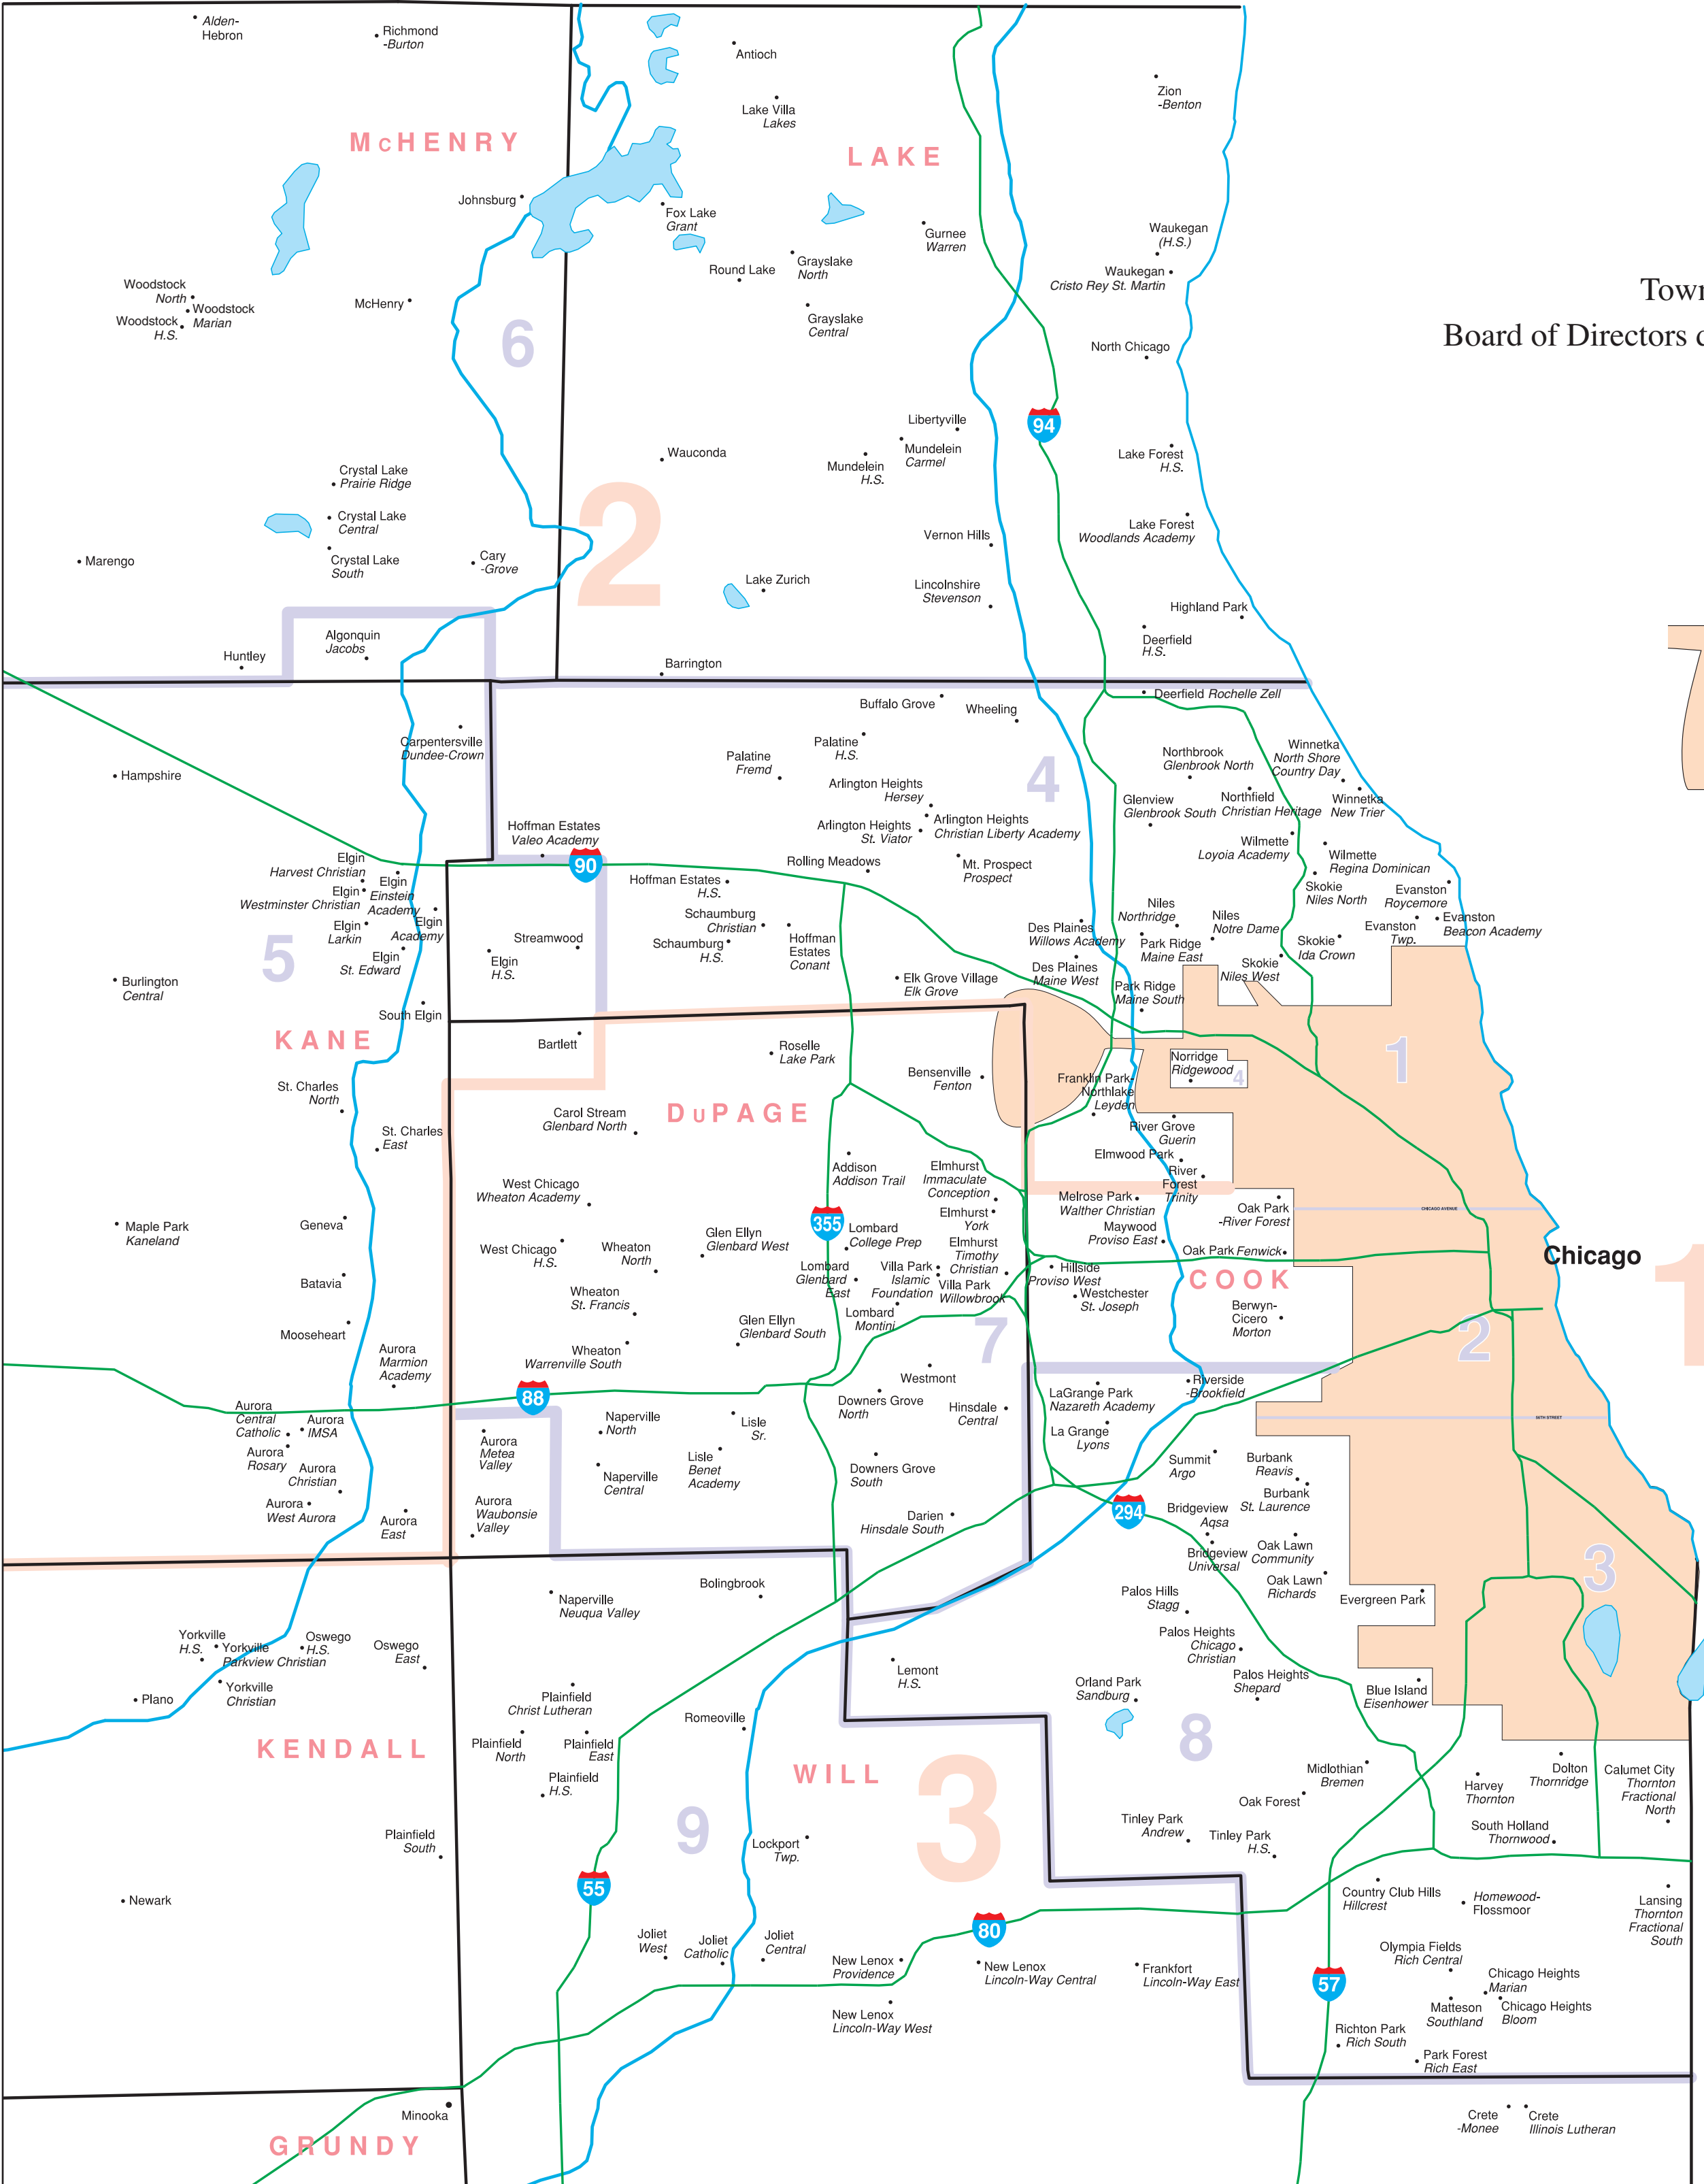 Alden-
Hebron
Richmond
-Burton
Antioch
Lake Villa
Lakes
Zion
-Benton
McHENRY
LAKE
Johnsburg
Fox Lake
Grant
Gurnee
Warren
Waukegan
(H.S.)
Round Lake
Grayslake
North
Waukegan
Cristo Rey St. Martin
Woodstock
North
Woodstock
Marian
Woodstock
H.S.
McHenry
Grayslake
Central
Town
Board of Directors
6
North Chicago
Libertyville
94
Mundelein
Carmel
Mundelein
H.S.
Wauconda
Lake Forest
H.S.
Crystal Lake
Prairie Ridge
2
Crystal Lake
Central
Lake Forest
Woodlands Academy
Vernon Hills
Marengo
Crystal Lake
South
Cary
-Grove
Lake Zurich
Lincolnshire
Stevenson
Highland Park
Algonquin
Jacobs
Deerfield
H.S.
Huntley
Barrington
Deerfield Rochelle Zell
Buffalo Grove
Wheeling
Carpentersville
Dundee-Crown
Palatine
H.S.
Palatine
Fremd
Northbrook
Glenbrook North
Winnetka
North Shore
Country Day
Hampshire
4
Arlington Heights
Hersey
Glenview
Glenbrook South
Northfield
Christian Heritage
Winnetka
New Trier
Hoffman Estates
Valeo Academy
Arlington Heights
St. Viator
Arlington Heights
Christian Liberty Academy
Wilmette
Loyoia Academy
90
Rolling Meadows
Mt. Prospect
Prospect
Wilmette
Regina Dominican
Elgin
Harvest Christian
Elgin
Einstein
Academy
Elgin
Westminster Christian
Hoffman Estates
H.S.
Skokie
Niles North
Evanston
Roycemore
Elgin
Larkin
Elgin
Academy
Schaumburg
Christian
Niles
Northridge
Niles
Notre Dame
Evanston
Twp.
Evanston
Beacon Academy
5
Streamwood
Schaumburg
H.S.
Hoffman
Estates
Conant
Des Plaines
Willows Academy
Park Ridge
Maine East
Skokie
Ida Crown
Elgin
St. Edward
Elgin
H.S.
Des Plaines
Maine West
Skokie
Niles West
Burlington
Central
Elk Grove Village
Elk Grove
Park Ridge
Maine South
South Elgin
KANE
Bartlett
Roselle
Lake Park
1
Norridge
Ridgewood
4
Bensenville
Fenton
Franklin Park-
Northlake
Leyden
St. Charles
North
Carol Stream
Glenbard North
DuPAGE
River Grove
Guerin
St. Charles
East
Elmwood Park
Addison
Addison Trail
Elmhurst
Immaculate
Conception
River
Forest
Trinity
West Chicago
Wheaton Academy
Melrose Park
Walther Christian
Oak Park
-River Forest
CHICAGO AVENUE
Maple Park
Kaneland
Geneva
355
Elmhurst
York
Maywood
Proviso East
Glen Ellyn
Glenbard West
Lombard
College Prep
West Chicago
H.S.
Wheaton
North
Elmhurst
Timothy
Christian
Oak Park Fenwick
Chicago
1
Batavia
Lombard
Glenbard
East
Villa Park
Islamic
Foundation
Villa Park
Willowbrook
Hillside
Proviso West
COOK
Westchester
St. Joseph
Wheaton
St. Francis
Lombard
Montini
Berwyn-
Cicero
Morton
Mooseheart
Glen Ellyn
Glenbard South
7
2
Wheaton
Warrenville South
Aurora
Marmion
Academy
Westmont
88
Riverside
-Brookfield
LaGrange Park
Nazareth Academy
Downers Grove
North
Hinsdale
Central
Aurora
Central
Catholic
Aurora
IMSA
Naperville
North
Lisle
Sr.
La Grange
Lyons
Aurora
Metea
Valley
Aurora
Rosary
Aurora
Christian
Naperville
Central
Lisle
Benet
Academy
Downers Grove
South
Summit
Argo
Burbank
Reavis
Burbank
St. Laurence
Aurora
West Aurora
Aurora
East
Aurora
Waubonsie
Valley
Darien
Hinsdale South
294
Bridgeview
Aqsa
Bridgeview
Universal
Oak Lawn
Community
3
Oak Lawn
Richards
Naperville
Neuqua Valley
Bolingbrook
Palos Hills
Stagg
Evergreen Park
Yorkville
H.S.
Yorkville
Parkview Christian
Oswego
H.S.
Oswego
East
Palos Heights
Chicago
Christian
Lemont
H.S.
Palos Heights
Shepard
Orland Park
Sandburg
Blue Island
Eisenhower
Yorkville
Christian
Plano
Plainfield
Christ Lutheran
Romeoville
8
KENDALL
Plainfield
North
Plainfield
East
WILL
3
Midlothian
Bremen
Dolton
Thornridge
Calumet City
Thornton
Fractional
North
Plainfield
H.S.
Harvey
Thornton
Oak Forest
9
Tinley Park
Andrew
Tinley Park
H.S.
South Holland
Thornwood
Plainfield
South
Lockport
Twp.
55
Newark
Country Club Hills
Hillcrest
Homewood-
Flossmoor
Lansing
Thornton
Fractional
South
80
Joliet
West
Joliet
Catholic
Joliet
Central
New Lenox
Providence
New Lenox
Lincoln-Way Central
Frankfort
Lincoln-Way East
Olympia Fields
Rich Central
57
Chicago Heights
Marian
Matteson
Southland
Chicago Heights
Bloom
New Lenox
Lincoln-Way West
Richton Park
Rich South
Park Forest
Rich East
Minooka
Crete
-Monee
Crete
Illinois Lutheran
GRUNDY